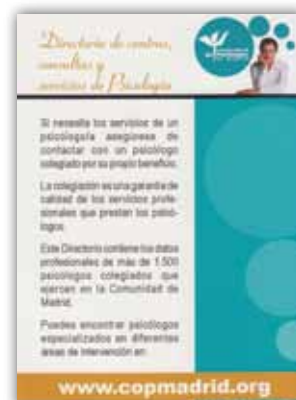 Directorio de centros,
consultas y
servicios de Psicología
Si necesita los servicios de un
psicólogo/a asegúrese de
contactar con un psicólogo
colegiado por su propio beneficio.
La colegiación es una garantía de
calidad de los servicios profe-
sionales que prestan los psicó-
logos.
Este Directorio contiene los datos
profesionales de más de 1.500
psicólogos colegiados que
ejercen en la Comunidad de
Madrid.
Puedes encontrar psicólogos
especializados en diferentes
áreas de intervención en:
www.copmadrid.org